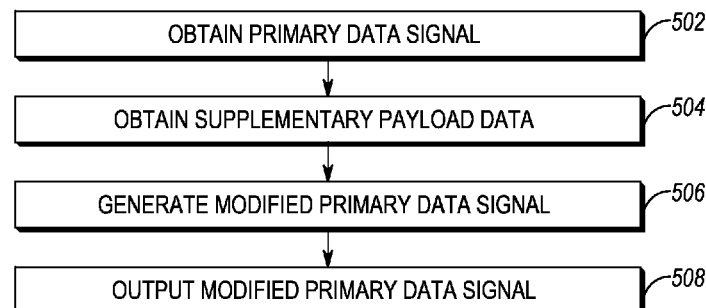 OBTAIN PRIMARY DATA SIGNAL 502
OBTAIN SUPPLEMENTARY PAYLOAD DATA 504
GENERATE MODIFIED PRIMARY DATA SIGNAL 506
OUTPUT MODIFIED PRIMARY DATA SIGNAL 508